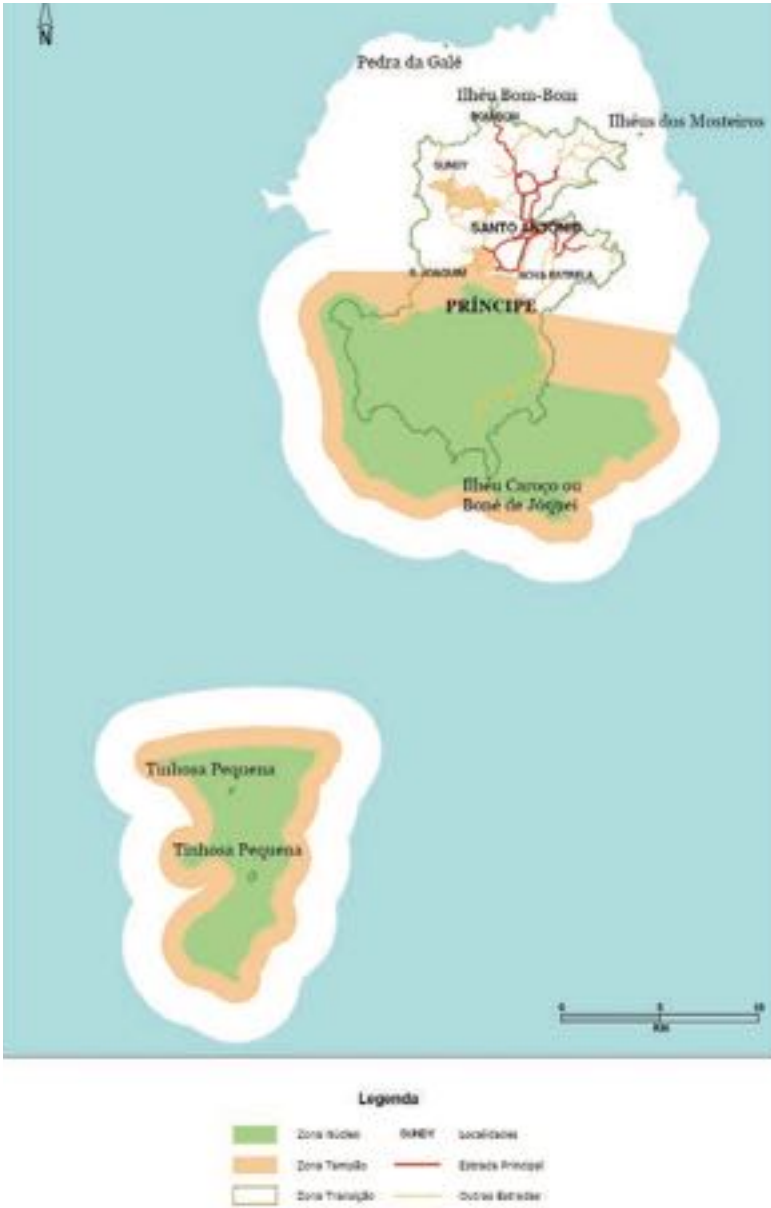 N
Pedra da Galé
Ilhéu Bom-Bom
Ilhéus dos Mosteiros
SUNDY
SANTO ANTÓNIO
S. JOAQUIM
NOVA ESTRELA
PRÍNCIPE
Ilhéu Caroço ou
Boné de Jóquei
Tinhosa Pequena
Tinhosa Pequena
0 5 10
Km
Legenda
Zona Núcleo
SUNDY Localidades
Zona Tampão
Estrada Principal
Zona Transição
Outras Estradas